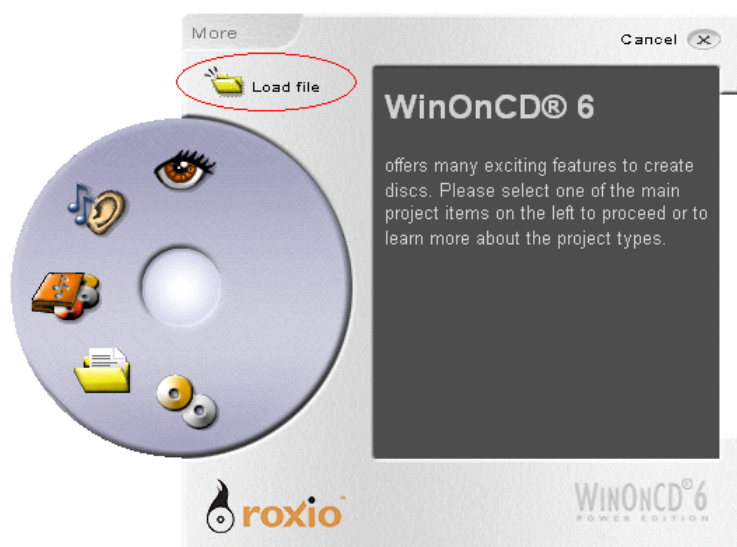 More
Cancel
Load file
WinOnCD® 6
offers many exciting features to create
discs. Please select one of the main
project items on the left to proceed or to
learn more about the project types.
roxio™
WINONCD® 6
POWER EDITION